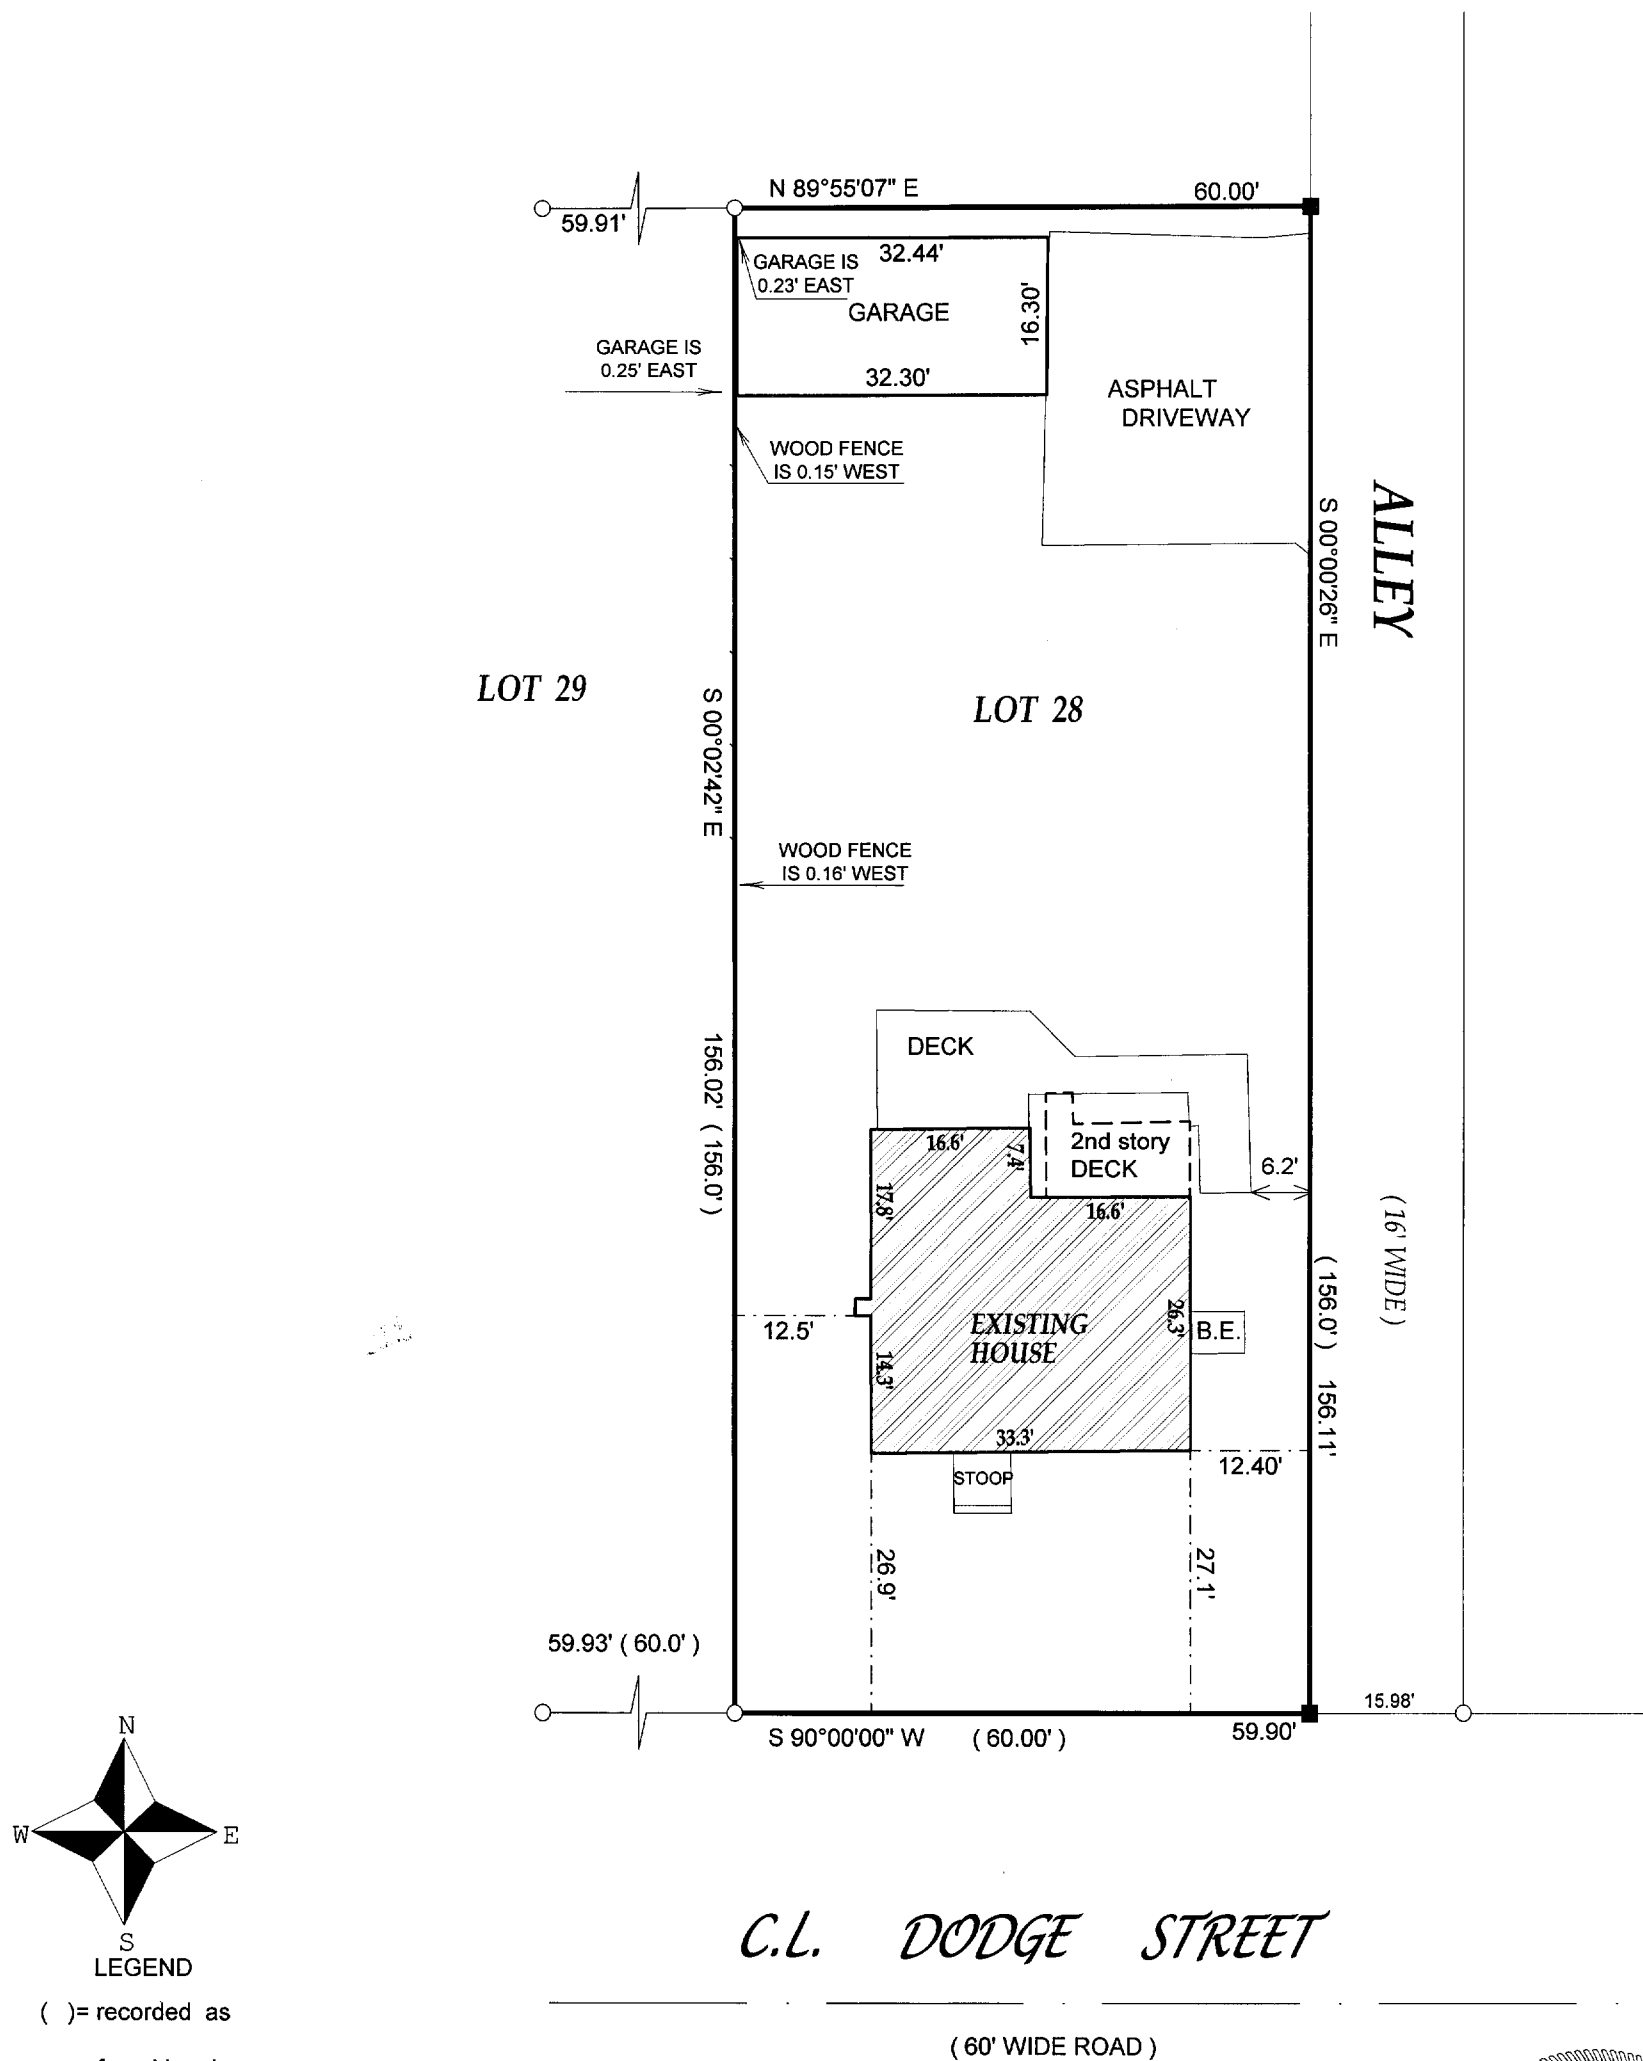 N 89°55'07" E 60.00'
59.91'
32.44'
GARAGE IS
0.23' EAST
GARAGE
16.30'
GARAGE IS
0.25' EAST
32.30'
ASPHALT
DRIVEWAY
WOOD FENCE
IS 0.15' WEST
ALLEY
S 00°00'26" E
LOT 29
LOT 28
S 00°02'42" E
WOOD FENCE
IS 0.16' WEST
156.02' ( 156.0' )
DECK
16.6'
7.4'
2nd story
DECK
6.2'
17.8'
16.6'
( 16' WIDE )
( 156.0' ) 156.11'
12.5'
EXISTING
HOUSE
26.3'
B.E.
14.3'
33.3'
12.40'
STOOP
26.9'
27.1'
59.93' ( 60.0' )
15.98'
S 90°00'00" W ( 60.00' ) 59.90'
N
W E
S
LEGEND
( )= recorded as
C.L. DODGE STREET
( 60' WIDE ROAD )